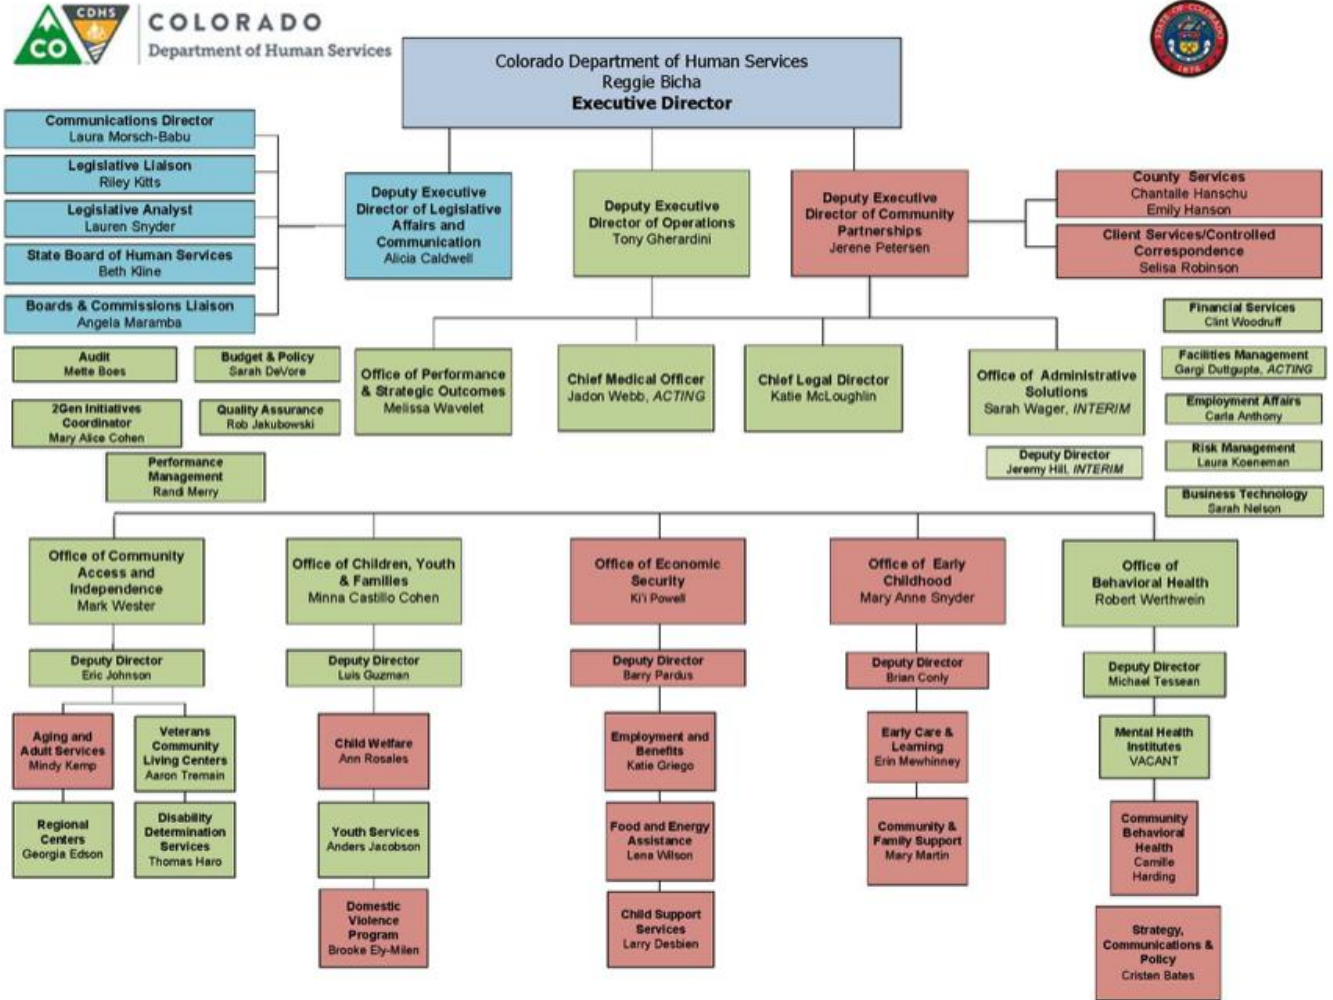 CDHS
CO
COLORADO
Department of Human Services
STATE OF COLORADO
1876
Colorado Department of Human Services
Reggie Bicha
Executive Director
Communications Director
Laura Morsch-Babu
Legislative Liaison
Riley Kitts
Legislative Analyst
Lauren Snyder
State Board of Human Services
Beth Kline
Boards & Commissions Liaison
Angela Maramba
Deputy Executive
Director of Legislative
Affairs and
Communication
Alicia Caldwell
Deputy Executive
Director of Operations
Tony Gherardini
Deputy Executive
Director of Community
Partnerships
Jerene Petersen
County Services
Chantalle Hanschu
Emily Hanson
Client Services/Controlled
Correspondence
Selisa Robinson
Audit
Mette Boes
Budget & Policy
Sarah DeVore
2Gen Initiatives
Coordinator
Mary Alice Cohen
Quality Assurance
Rob Jakubowski
Performance
Management
Randi Merry
Office of Performance
& Strategic Outcomes
Melissa Wavelet
Chief Medical Officer
Jadon Webb, ACTING
Chief Legal Director
Katie McLoughlin
Office of Administrative
Solutions
Sarah Wager, INTERIM
Deputy Director
Jeremy Hill, INTERIM
Financial Services
Clint Woodruff
Facilities Management
Gargi Duttgupta, ACTING
Employment Affairs
Carla Anthony
Risk Management
Laura Koeneman
Business Technology
Sarah Nelson
Office of Community
Access and
Independence
Mark Wester
Deputy Director
Eric Johnson
Aging and
Adult Services
Mindy Kemp
Regional
Centers
Georgia Edson
Veterans
Community
Living Centers
Aaron Tremain
Disability
Determination
Services
Thomas Haro
Office of Children, Youth
& Families
Minna Castillo Cohen
Deputy Director
Luis Guzman
Child Welfare
Ann Rosales
Youth Services
Anders Jacobson
Domestic
Violence
Program
Brooke Ely-Milen
Office of Economic
Security
Ki'i Powell
Deputy Director
Barry Pardus
Employment and
Benefits
Katie Griego
Food and Energy
Assistance
Lena Wilson
Child Support
Services
Larry Desbien
Office of Early
Childhood
Mary Anne Snyder
Deputy Director
Brian Conly
Early Care &
Learning
Erin Mewhinney
Community &
Family Support
Mary Martin
Office of
Behavioral Health
Robert Werthwein
Deputy Director
Michael Tessean
Mental Health
Institutes
VACANT
Community
Behavioral
Health
Camille
Harding
Strategy,
Communications &
Policy
Cristen Bates